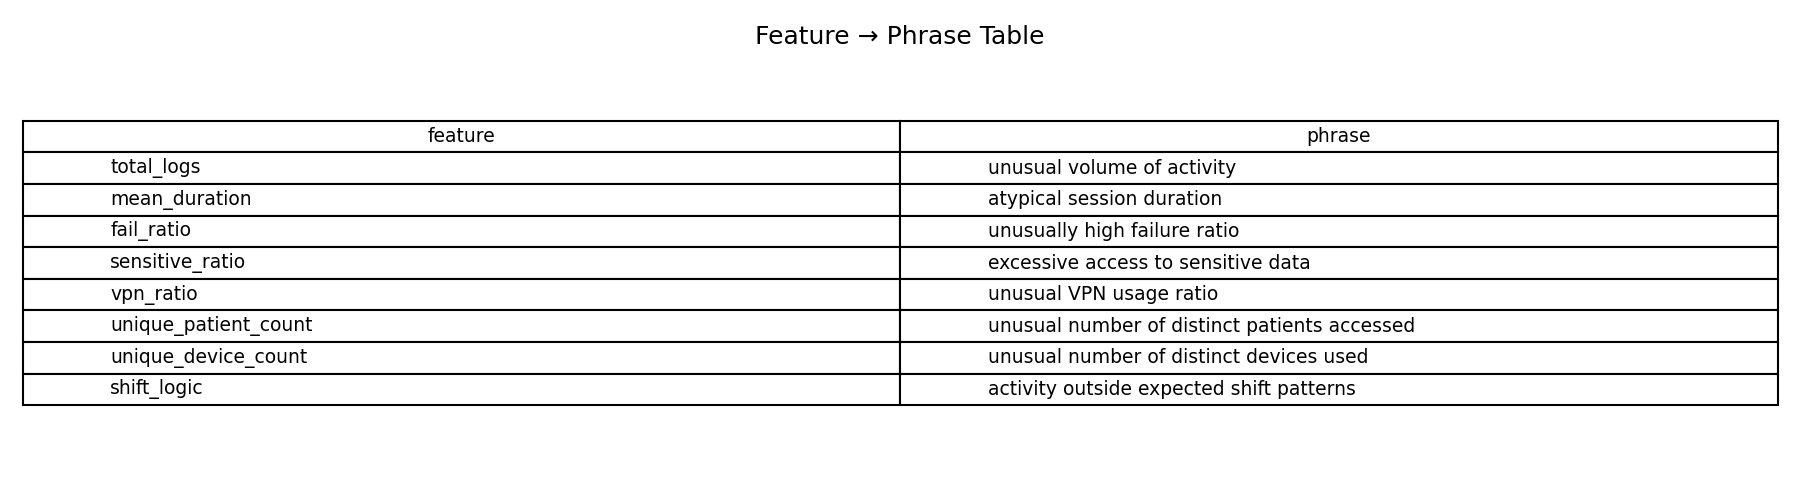 Feature → Phrase Table
feature phrase
total_logs unusual volume of activity
mean_duration atypical session duration
fail_ratio unusually high failure ratio
sensitive_ratio excessive access to sensitive data
vpn_ratio unusual VPN usage ratio
unique_patient_count unusual number of distinct patients accessed
unique_device_count unusual number of distinct devices used
shift_logic activity outside expected shift patterns